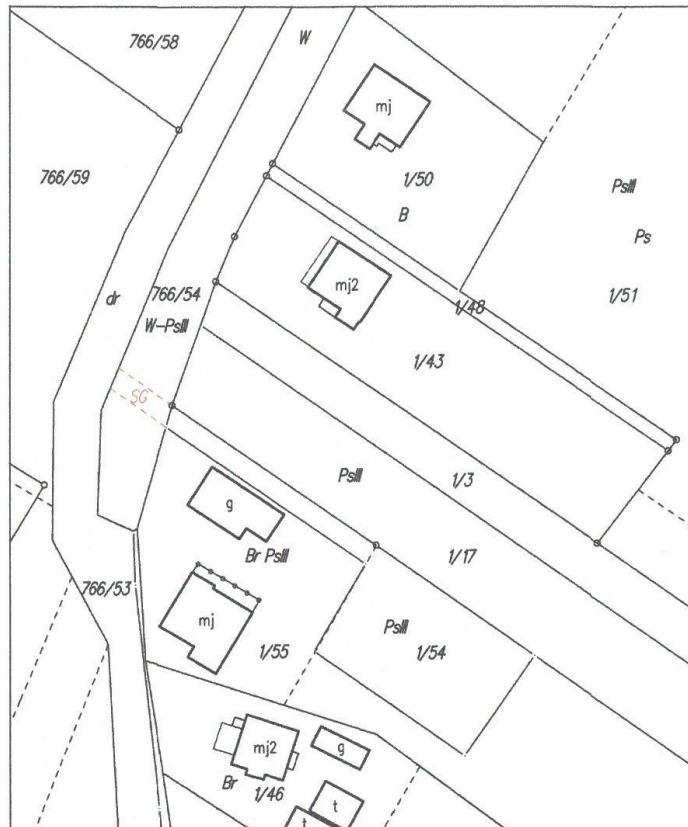 766/58
W
mj
766/59
1/50
PsIII
B
Ps
mj2
766/54
1/51
dr
1/48
W-PsIII
1/43
SG
PsIII
1/3
g
Br PsIII
1/17
766/53
mj
PsIII
1/55
1/54
mj2
g
Br
1/46
t
t